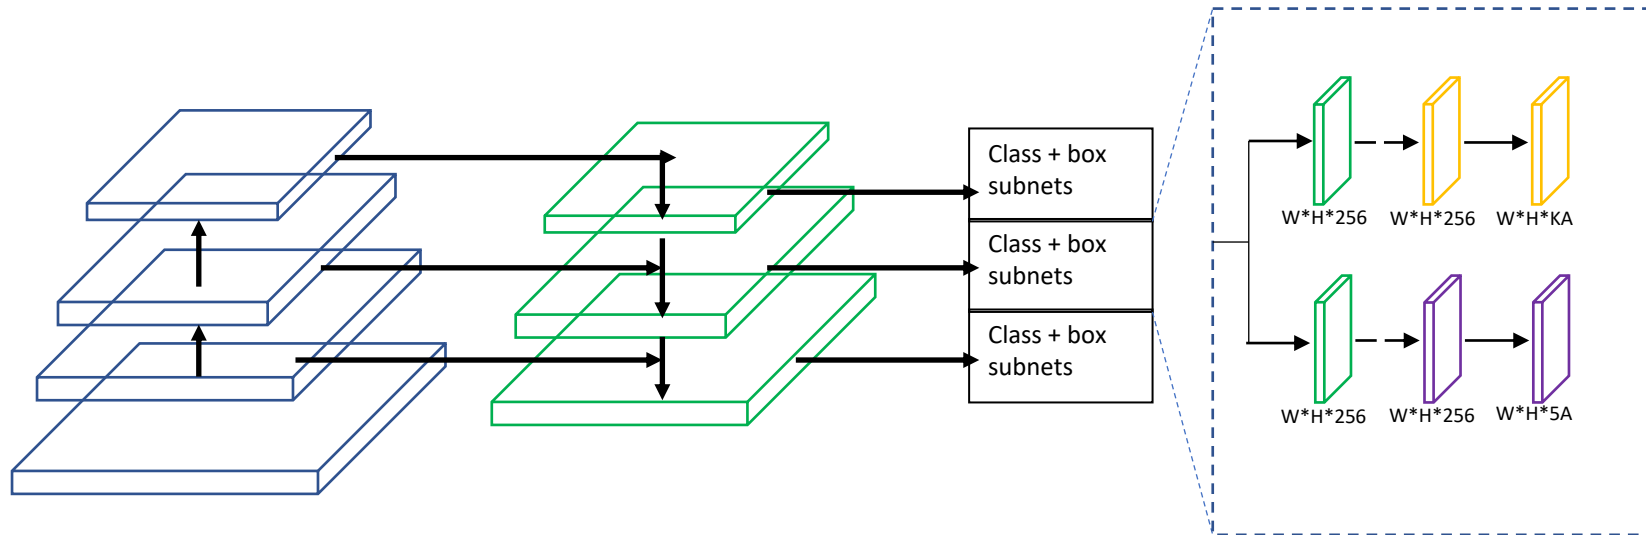 Class + box
subnets
Class + box
subnets
Class + box
subnets
W*H*256 W*H*256 W*H*KA
W*H*256 W*H*256 W*H*5A